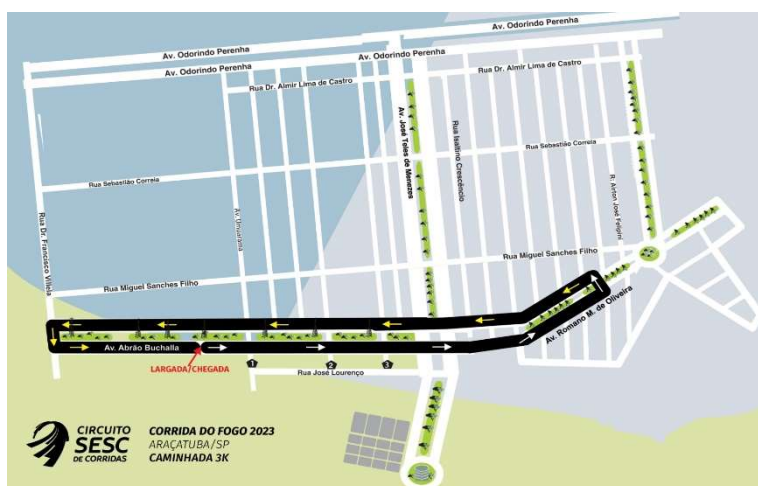 Av. Odorindo Perenha
Av. Odorindo Perenha
Av. Odorindo Perenha
Av. Odorindo Perenha
Rua Dr. Almir Lima de Castro
Rua Dr. Almir Lima de Castro
Av. José Teles de Menezes
Rua Isaltino Crescêncio
Rua Sebastião Correia
Rua Sebastião Correia
Rua Dr. Francisco Villela
Av. Umuarama
R. Airton José Felipini
Rua Miguel Sanches Filho
Rua Miguel Sanches Filho
Av. Romano M. de Oliveira
Av. Abrão Buchalla
LARGADA/CHEGADA
1
2
3
Rua José Lourenço
CIRCUITO
SESC
DE CORRIDAS
CORRIDA DO FOGO 2023
ARAÇATUBA/SP
CAMINHADA 3K